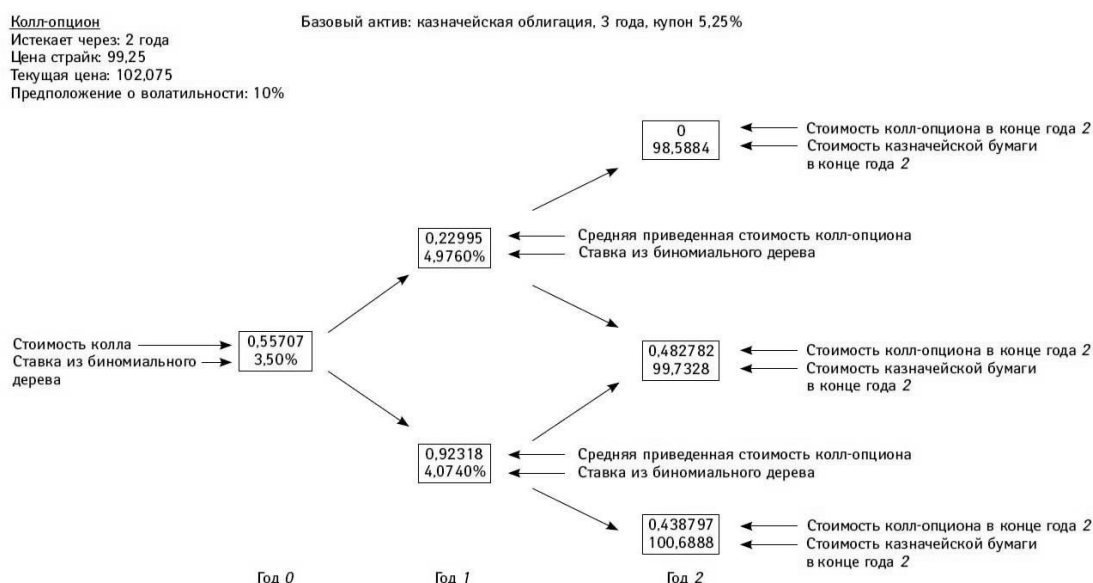 Колл-опцион
Истекает через: 2 года
Цена страйк: 99,25
Текущая цена: 102,075
Предположение о волатильности: 10%
Базовый актив: казначейская облигация, 3 года, купон 5,25%
0
98,5884
Стоимость колл-опциона в конце года 2
Стоимость казначейской бумаги
в конце года 2
0,22995
4,9760%
Средняя приведенная стоимость колл-опциона
Ставка из биномиального дерева
Стоимость колла
Ставка из биномиального
дерева
0,55707
3,50%
0,482782
99,7328
Стоимость колл-опциона в конце года 2
Стоимость казначейской бумаги
в конце года 2
0,92318
4,0740%
Средняя приведенная стоимость колл-опциона
Ставка из биномиального дерева
0,438797
100,6888
Стоимость колл-опциона в конце года 2
Стоимость казначейской бумаги
в конце года 2
Год 0
Год 1
Год 2